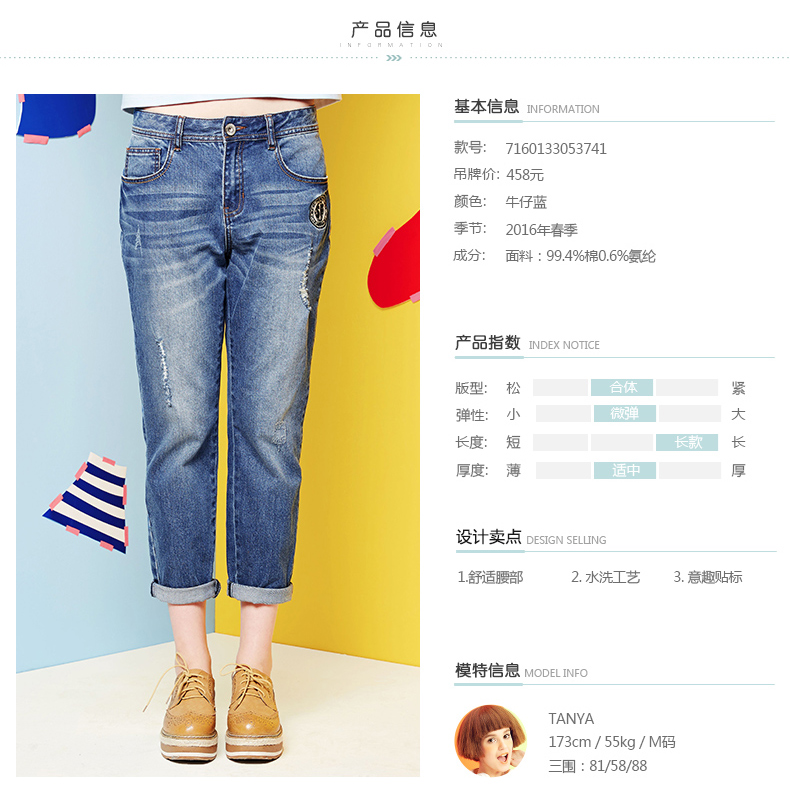 产品信息
INFORMATION
基本信息 INFORMATION
款号: 7160133053741
吊牌价: 458元
颜色: 牛仔蓝
季节: 2016年春季
成分: 面料：99.4%棉0.6%氨纶
产品指数 INDEX NOTICE
版型: 松 合体 紧
弹性: 小 微弹 大
长度: 短 长款 长
厚度: 薄 适中 厚
设计卖点 DESIGN SELLING
1.舒适腰部 2. 水洗工艺 3. 意趣贴标
模特信息 MODEL INFO
TANYA
173cm / 55kg / M码
三围：81/58/88